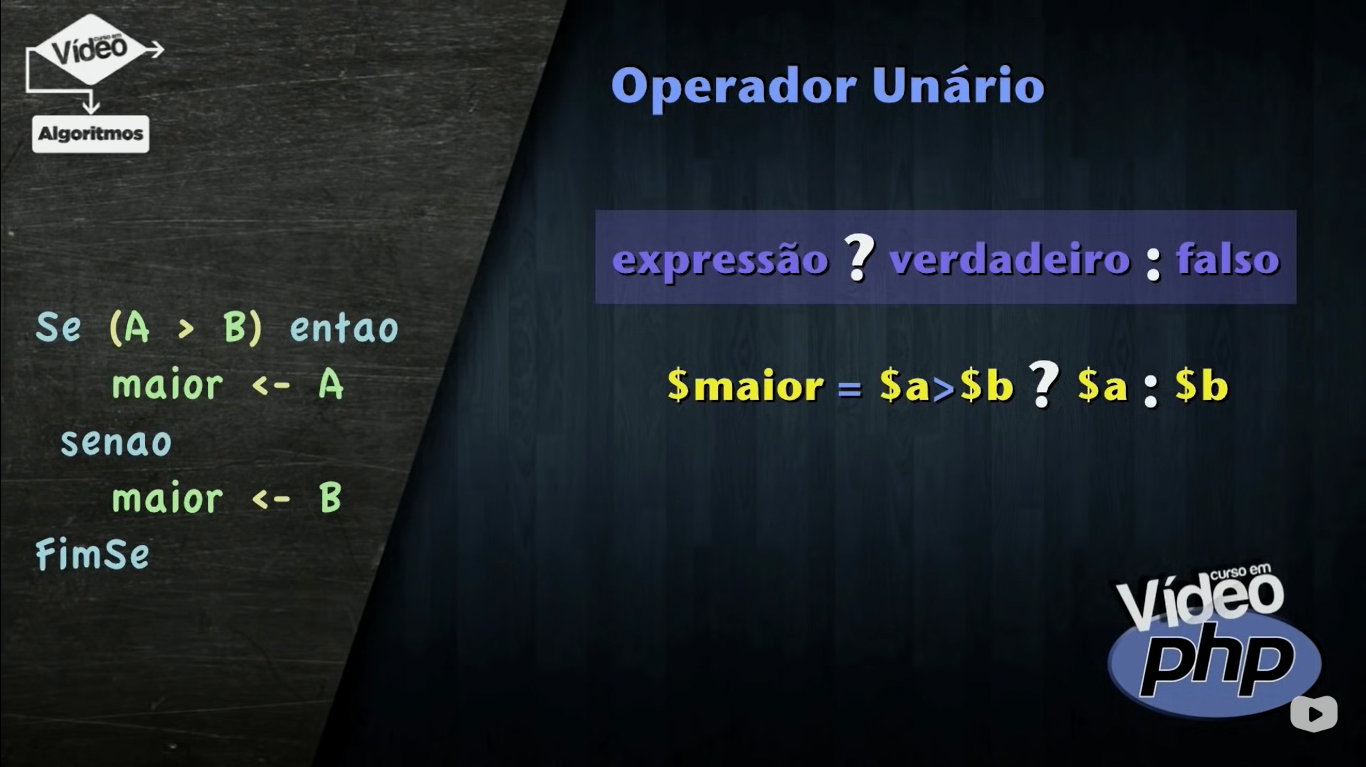 curso em
Vídeo
Algoritmos
Se (A > B) entao
maior <- A
senao
maior <- B
FimSe
Operador Unário
expressão ? verdadeiro : falso
$maior = $a>$b ? $a : $b
curso em
Vídeo
php